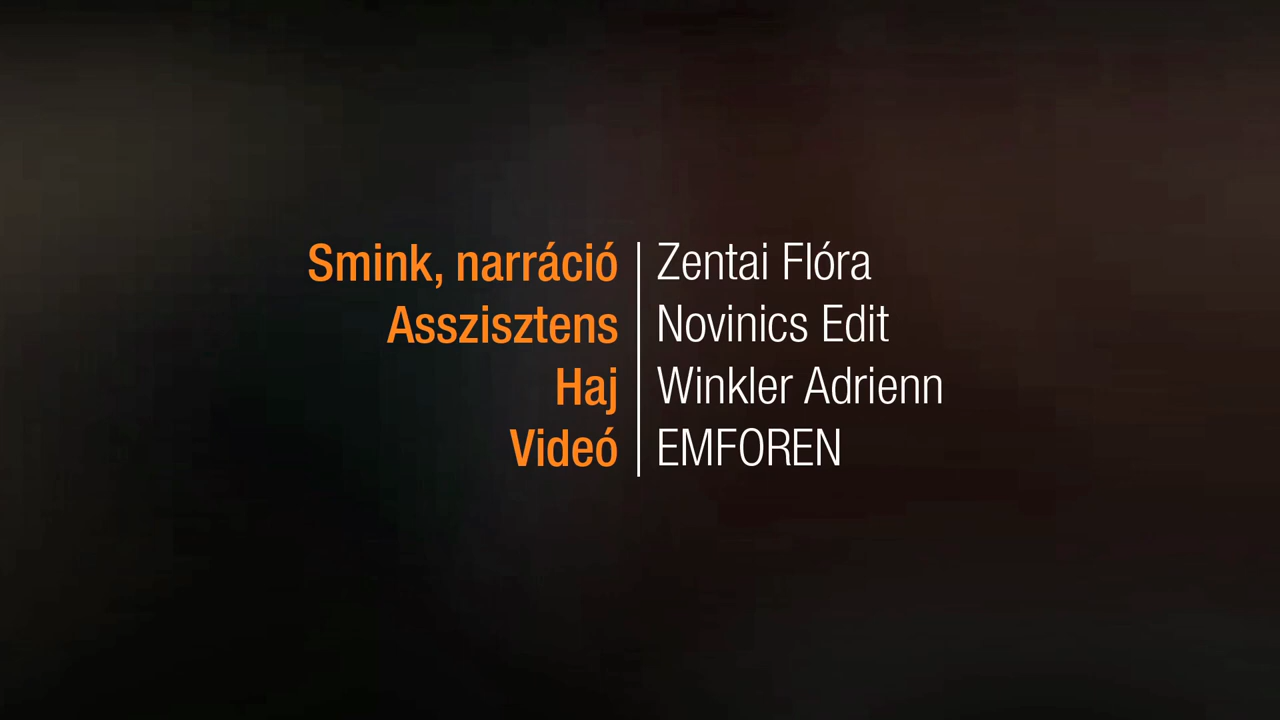 Smink, narráció Zentai Flóra
Asszisztens Novinics Edit
Haj Winkler Adrienn
Videó EMFOREN